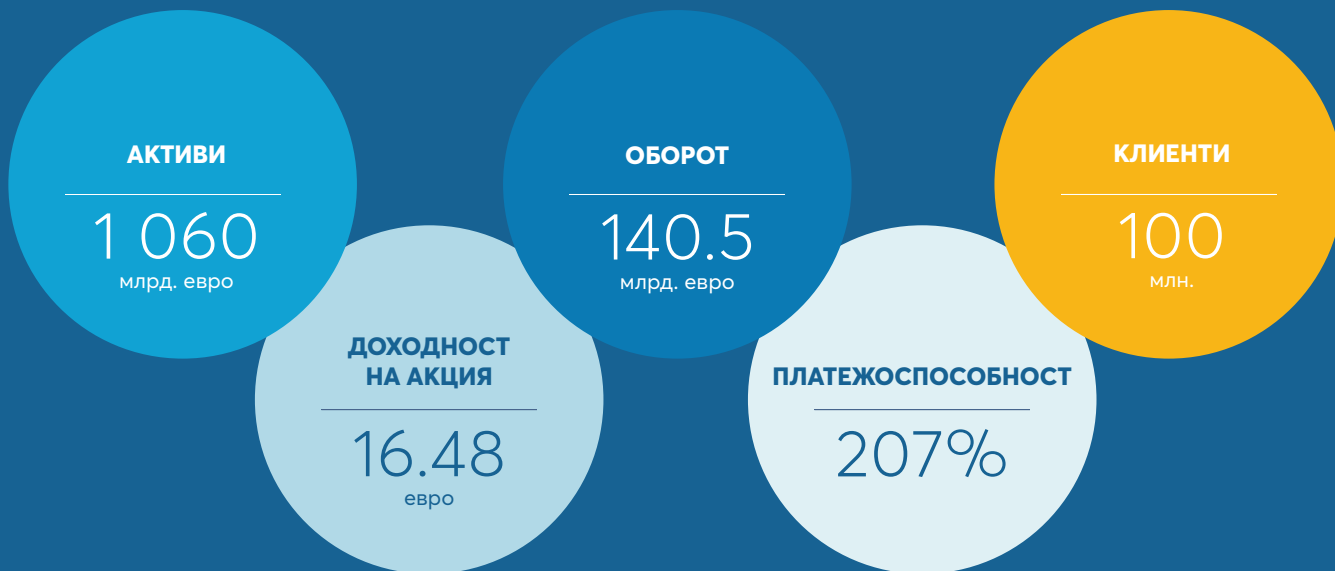 АКТИВИ
1 060
млрд. евро
ДОХОДНОСТ
НА АКЦИЯ
16.48
евро
ОБОРОТ
140.5
млрд. евро
ПЛАТЕЖОСПОСОБНОСТ
207%
КЛИЕНТИ
100
млн.